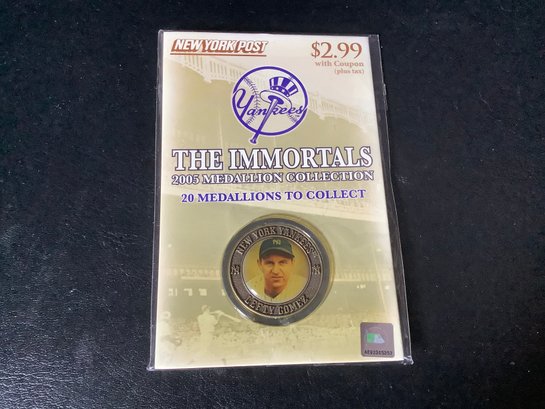 NEW YORK POST
$2.99
with Coupon
(plus tax)
Yankees
THE IMMORTALS
2005 MEDALLION COLLECTION
20 MEDALLIONS TO COLLECT
NEW YORK YANKEES
NY
LEFTY GOMEZ